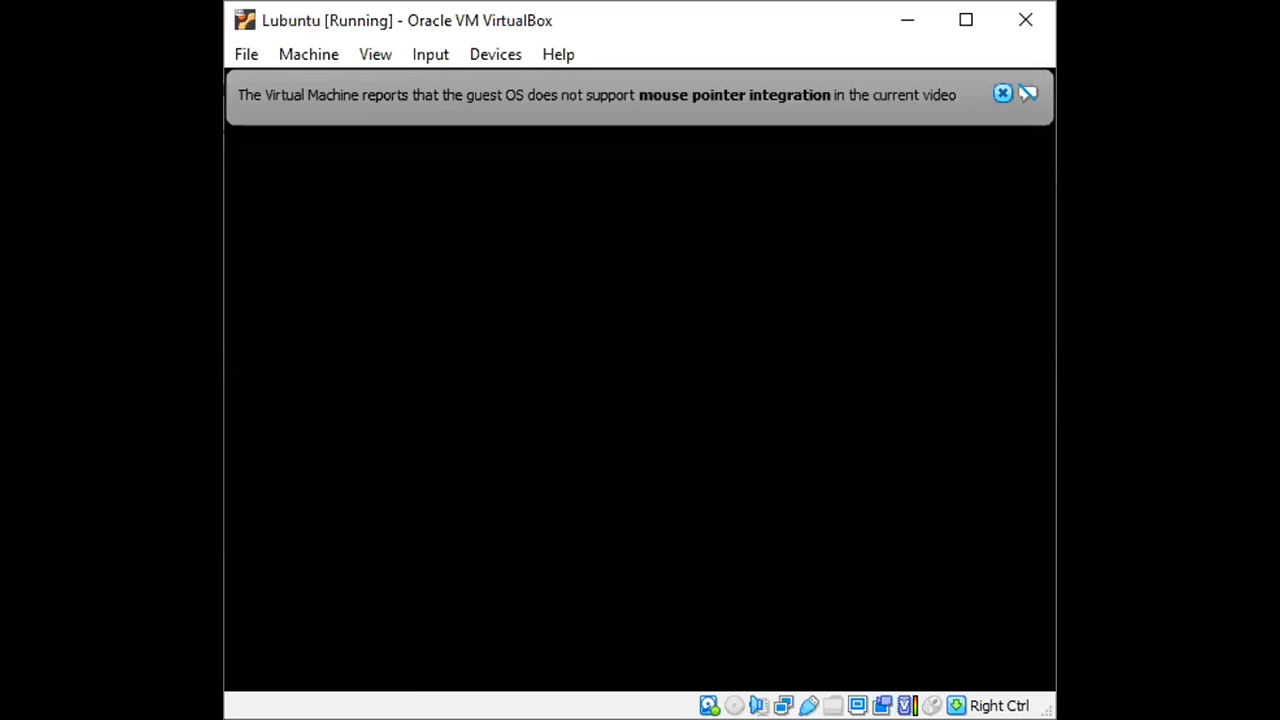 Lubuntu [Running] - Oracle VM VirtualBox
File Machine View Input Devices Help
The Virtual Machine reports that the guest OS does not support mouse pointer integration in the current video
Right Ctrl